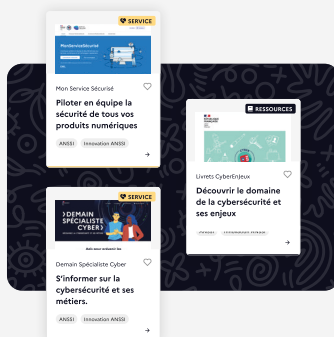 SERVICE
MonServiceSécurisé
Mon Service Sécurisé
Piloter en équipe la
sécurité de tous vos
produits numériques
ANSSI Innovation ANSSI
SERVICE
DEMAIN
SPÉCIALISTE
CYBER
Demain Spécialiste Cyber
S'informer sur la
cybersécurité et ses
métiers.
ANSSI Innovation ANSSI
RESSOURCES
Livrets CyberEnjeux
Découvrir le domaine
de la cybersécurité et
ses enjeux